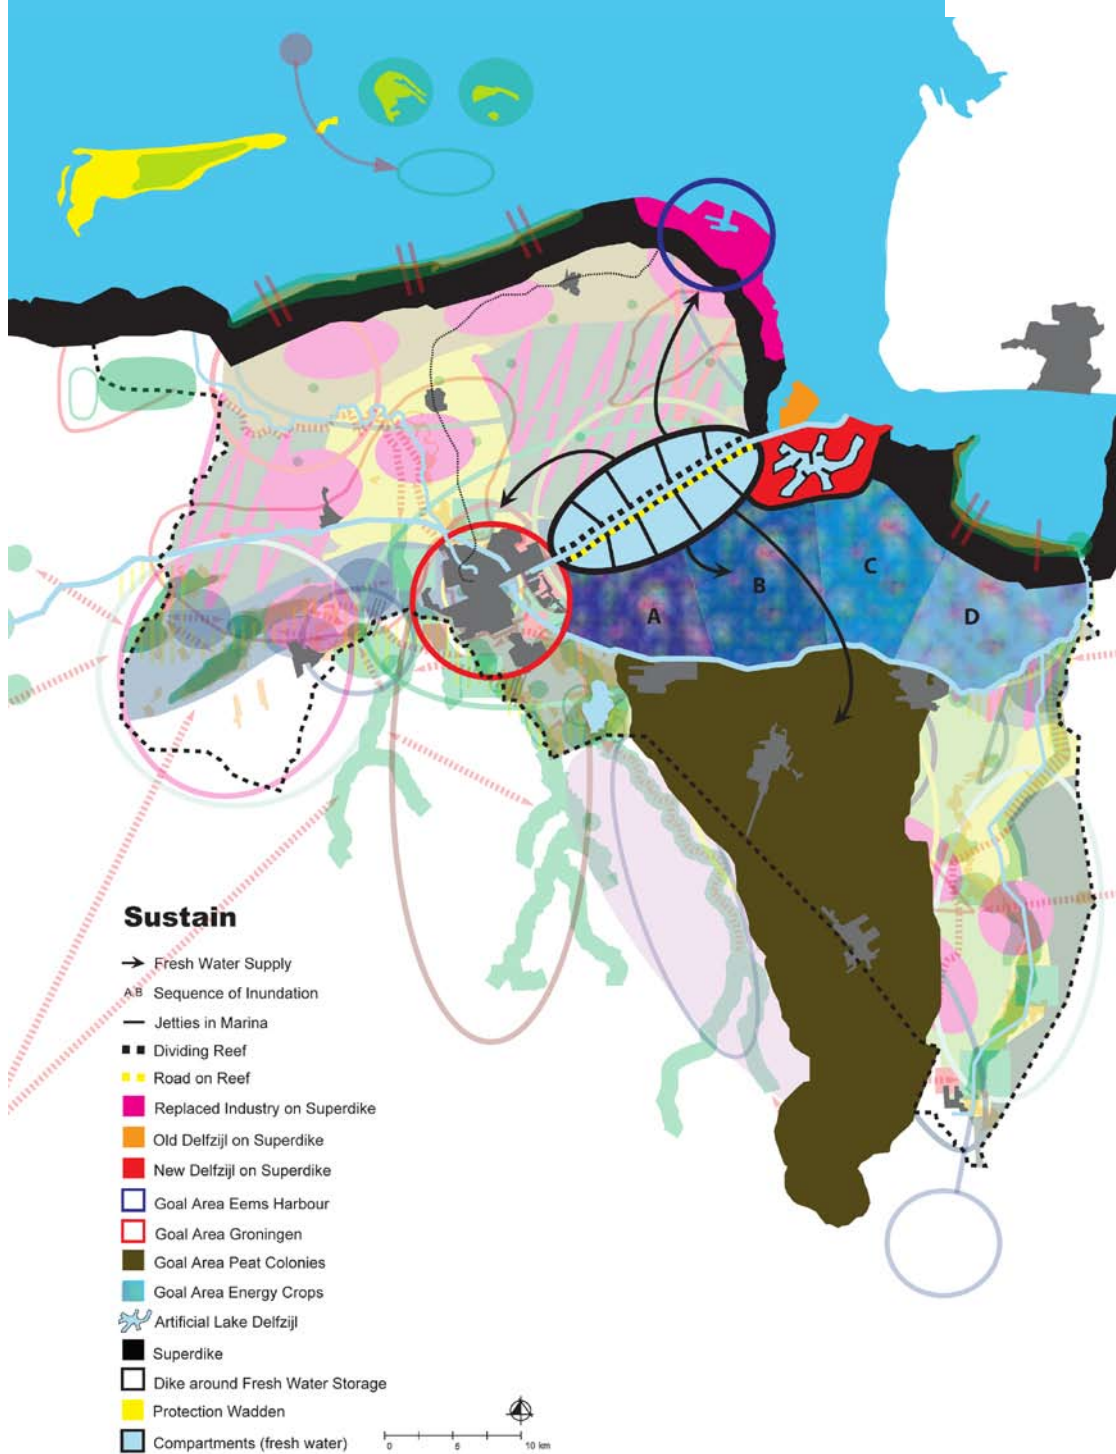 A
B
C
D
Sustain
Fresh Water Supply
A,B Sequence of Inundation
Jetties in Marina
Dividing Reef
Road on Reef
Replaced Industry on Superdike
Old Delfzijl on Superdike
New Delfzijl on Superdike
Goal Area Eems Harbour
Goal Area Groningen
Goal Area Peat Colonies
Goal Area Energy Crops
Artificial Lake Delfzijl
Superdike
Dike around Fresh Water Storage
Protection Wadden
Compartments (fresh water)
0 5 10 km